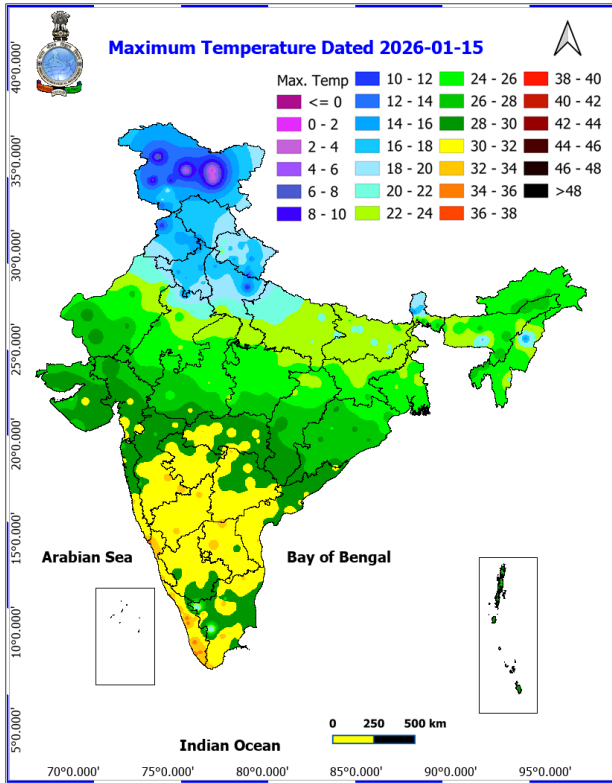 Maximum Temperature Dated 2026-01-15
Max. Temp
<= 0
0 - 2
2 - 4
4 - 6
6 - 8
8 - 10
10 - 12
12 - 14
14 - 16
16 - 18
18 - 20
20 - 22
22 - 24
24 - 26
26 - 28
28 - 30
30 - 32
32 - 34
34 - 36
36 - 38
38 - 40
40 - 42
42 - 44
44 - 46
46 - 48
>48
40°0.000'
35°0.000'
30°0.000'
25°0.000'
20°0.000'
15°0.000'
10°0.000'
5°0.000'
Arabian Sea
Bay of Bengal
Indian Ocean
0 250 500 km
70°0.000' 75°0.000' 80°0.000' 85°0.000' 90°0.000' 95°0.000'